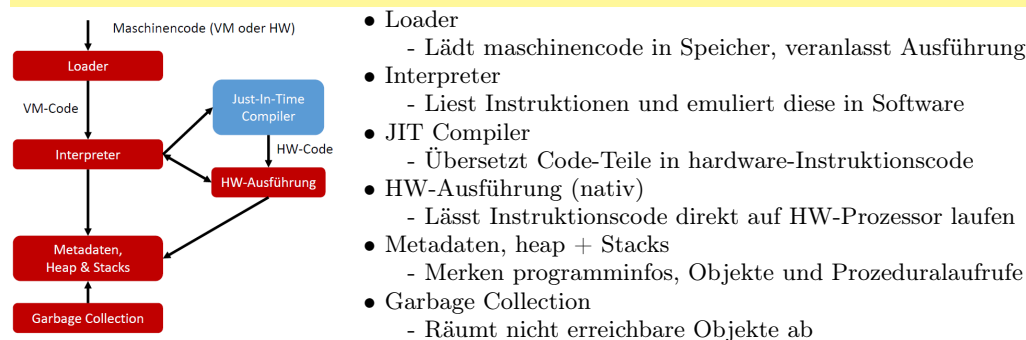 Maschinencode (VM oder HW)
Loader
VM-Code
Just-In-Time
Compiler
HW-Code
Interpreter
HW-Ausführung
Metadaten,
Heap & Stacks
Garbage Collection
• Loader
- Lädt maschinencode in Speicher, veranlasst Ausführung
• Interpreter
- Liest Instruktionen und emuliert diese in Software
• JIT Compiler
- Übersetzt Code-Teile in hardware-Instruktionscode
• HW-Ausführung (nativ)
- Lässt Instruktionscode direkt auf HW-Prozessor laufen
• Metadaten, heap + Stacks
- Merken programminfos, Objekte und Prozeduralaufrufe
• Garbage Collection
- Räumt nicht erreichbare Objekte ab